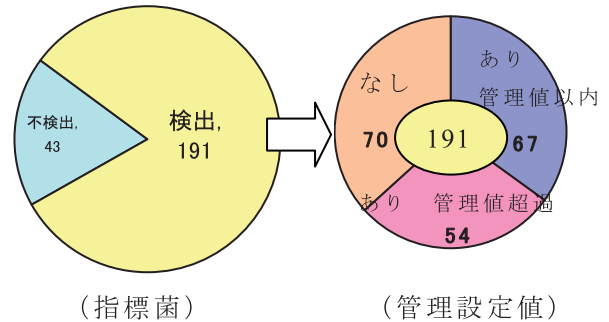 不検出,
43
検出,
191
(指標菌)
なし
70
あり
管理値以内
67
191
あり 管理値超過
54
(管理設定値)